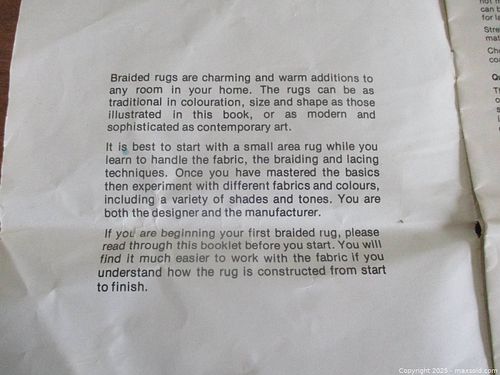 Braided rugs are charming and warm additions to
any room in your home. The rugs can be as
traditional in colouration, size and shape as those
illustrated in this book, or as modern and
sophisticated as contemporary art.
It is best to start with a small area rug while you
learn to handle the fabric, the braiding and lacing
techniques. Once you have mastered the basics
then experiment with different fabrics and colours,
including a variety of shades and tones. You are
both the designer and the manufacturer.
If you are beginning your first braided rug, please
read through this booklet before you start. You will
find it much easier to work with the fabric if you
understand how the rug is constructed from start
to finish.
can b
for la
Stre
mat
Copyright 2025 - maxsold.com